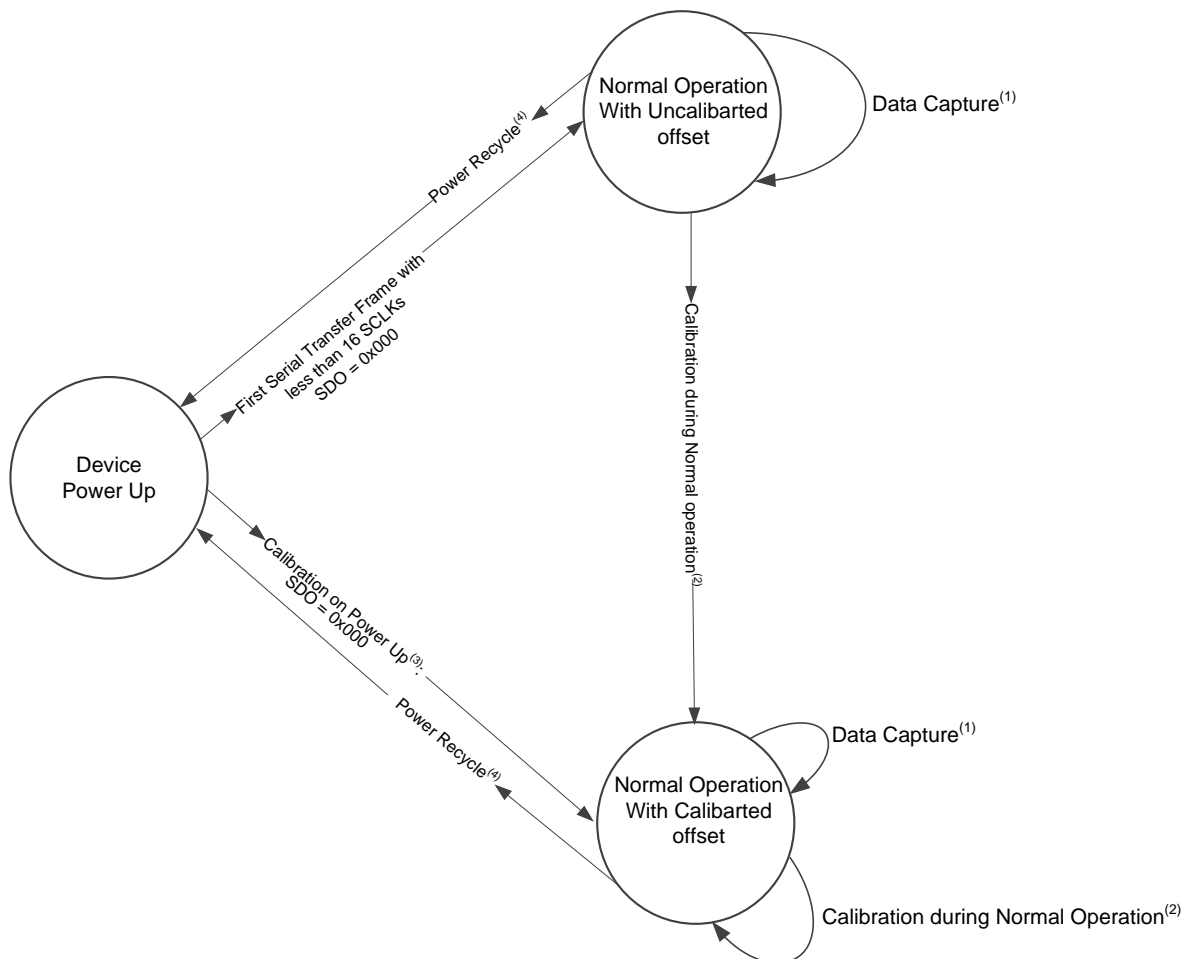 Normal Operation
With Uncalibarted
offset
Data Capture(1)
Power Recycle(4)
First Serial Transfer Frame with
less than 16 SCLKs
SDO = 0x000
Calibration during Normal operation(2)
Device
Power Up
Calibration on Power Up(3):
SDO = 0x000
Power Recycle(4)
Normal Operation
With Calibarted
offset
Data Capture(1)
Calibration during Normal Operation(2)